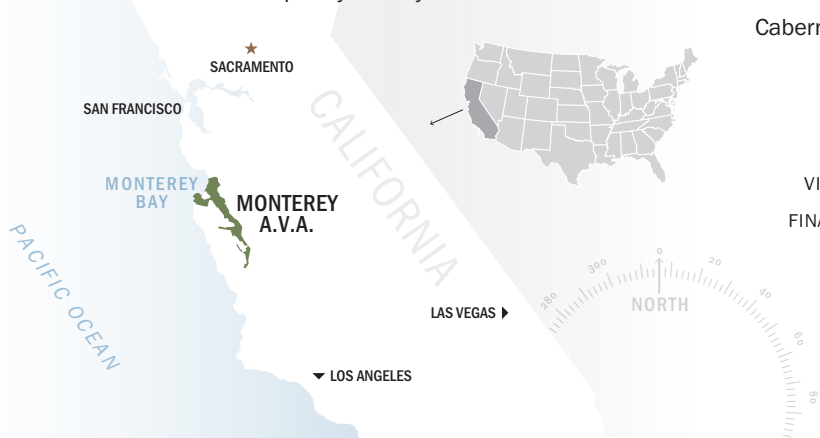 Caberr
SACRAMENTO
SAN FRANCISCO
CALIFORNIA
MONTEREY
BAY
MONTEREY
A.V.A.
VI
FINA
PACIFIC OCEAN
LAS VEGAS
LOS ANGELES
280
300
0
20
40
60
80
NORTH